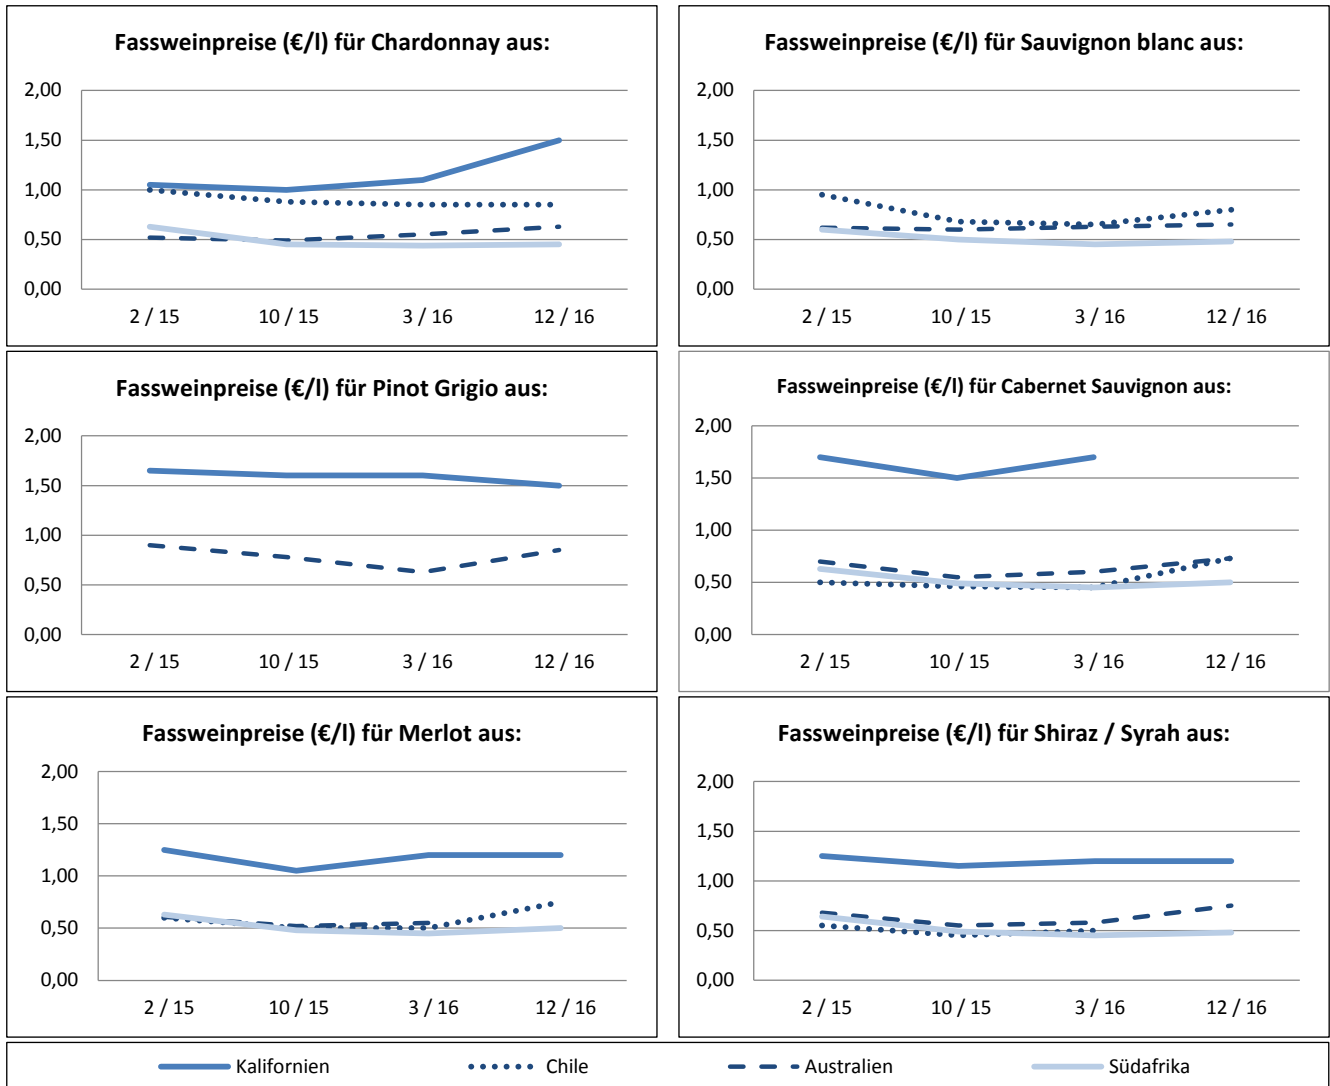 Fassweinpreise (€/l) für Chardonnay aus:
2,00
1,50
1,00
0,50
0,00
2 / 15 10 / 15 3 / 16 12 / 16
Fassweinpreise (€/l) für Sauvignon blanc aus:
2,00
1,50
1,00
0,50
0,00
2 / 15 10 / 15 3 / 16 12 / 16
Fassweinpreise (€/l) für Pinot Grigio aus:
2,00
1,50
1,00
0,50
0,00
2 / 15 10 / 15 3 / 16 12 / 16
Fassweinpreise (€/l) für Cabernet Sauvignon aus:
2,00
1,50
1,00
0,50
0,00
2 / 15 10 / 15 3 / 16 12 / 16
Fassweinpreise (€/l) für Merlot aus:
2,00
1,50
1,00
0,50
0,00
2 / 15 10 / 15 3 / 16 12 / 16
Fassweinpreise (€/l) für Shiraz / Syrah aus:
2,00
1,50
1,00
0,50
0,00
2 / 15 10 / 15 3 / 16 12 / 16
Kalifornien Chile Australien Südafrika